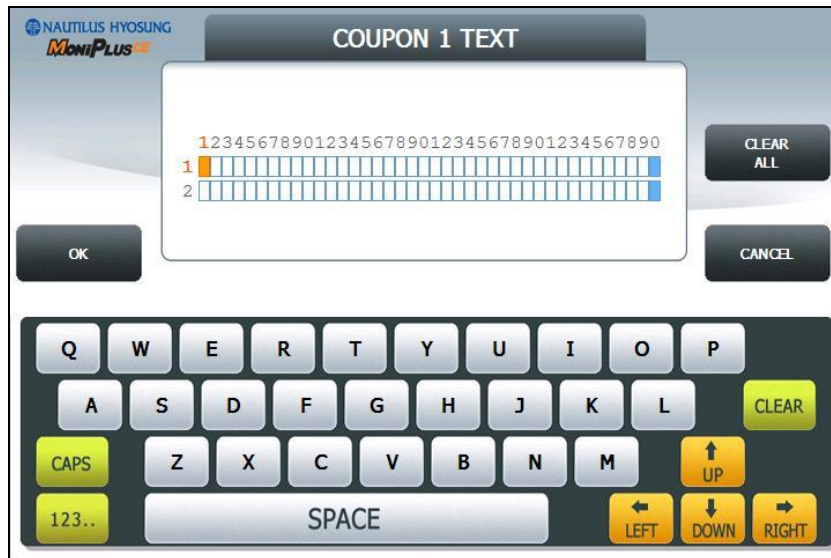 NAUTILUS HYOSUNG
MoniPlusCE
COUPON 1 TEXT
1234567890123456789012345678901234567890
1
2
CLEAR
ALL
OK
CANCEL
Q W E R T Y U I O P
A S D F G H J K L CLEAR
CAPS Z X C V B N M UP
123.. SPACE LEFT DOWN RIGHT